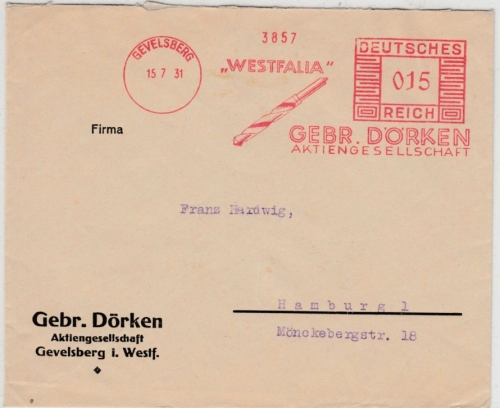 GEVELSBERG
15 7 31
3857
„WESTFALIA"
DEUTSCHES
015
REICH
GEBR. DÖRKEN
AKTIENGESELLSCHAFT
Firma
Franz Hardwig,
Hamburg 1
Mönckebergstr. 18
Gebr. Dörken
Aktiengesellschaft
Gevelsberg i. Westf.